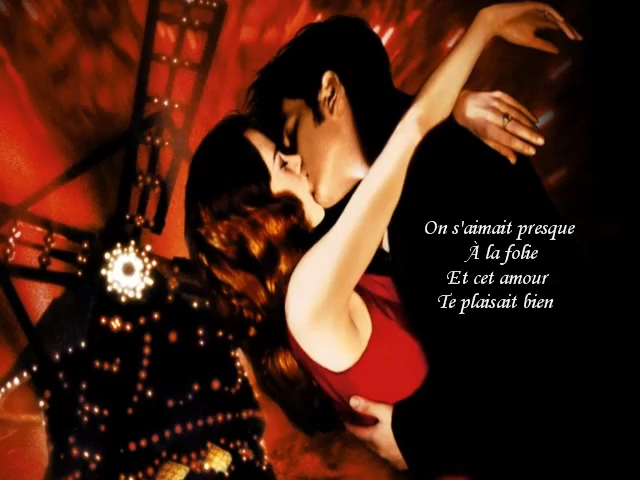 On s'aimait presque
À la folie
Et cet amour
Te plaisait bien